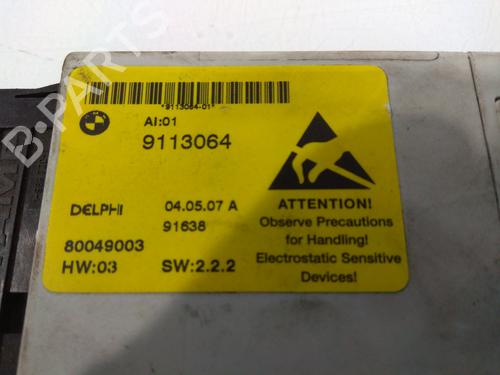 *9113064-01*
BMW
AI:01
9113064
DELPHI
04.05.07 A
91638
80049003
HW:03
SW:2.2.2
ATTENTION!
Observe Precautions
for Handling!
Electrostatic Sensitive
Devices!
B-PARTS